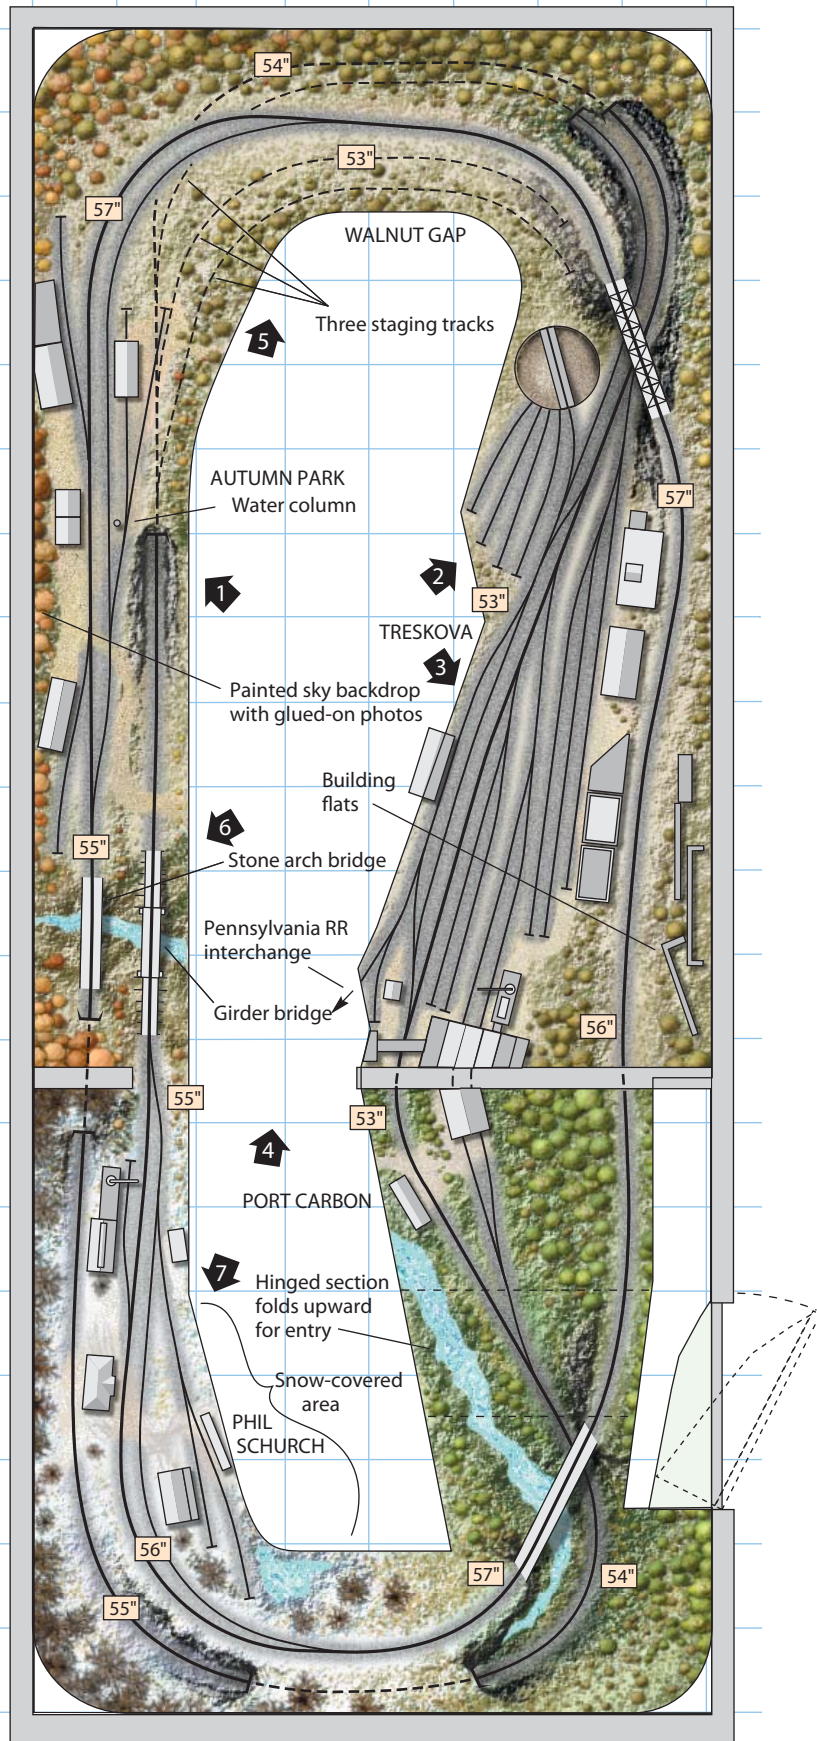 54"
53"
57"
WALNUT GAP
Three staging tracks
5
AUTUMN PARK
Water column
57"
2
1
53"
TRESKOVA
3
Painted sky backdrop
with glued-on photos
Building
flats
6
55"
Stone arch bridge
Pennsylvania RR
interchange
Girder bridge
56"
55"
53"
4
PORT CARBON
7
Hinged section
folds upward
for entry
Snow-covered
area
PHIL
SCHURCH
56"
57"
54"
55"